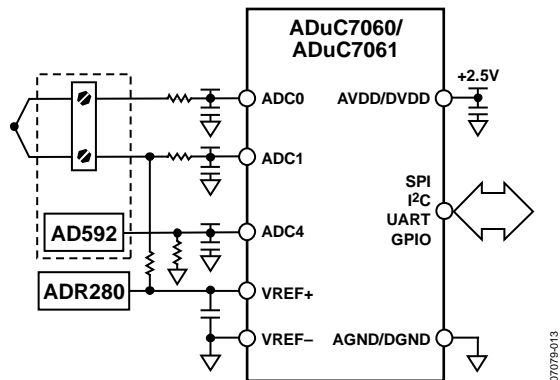 ADuC7060/
ADuC7061
+2.5V
ADC0
AVDD/DVDD
ADC1
SPI
I²C
UART
GPIO
ADC4
AD592
ADR280
VREF+
VREF–
AGND/DGND
07079-013